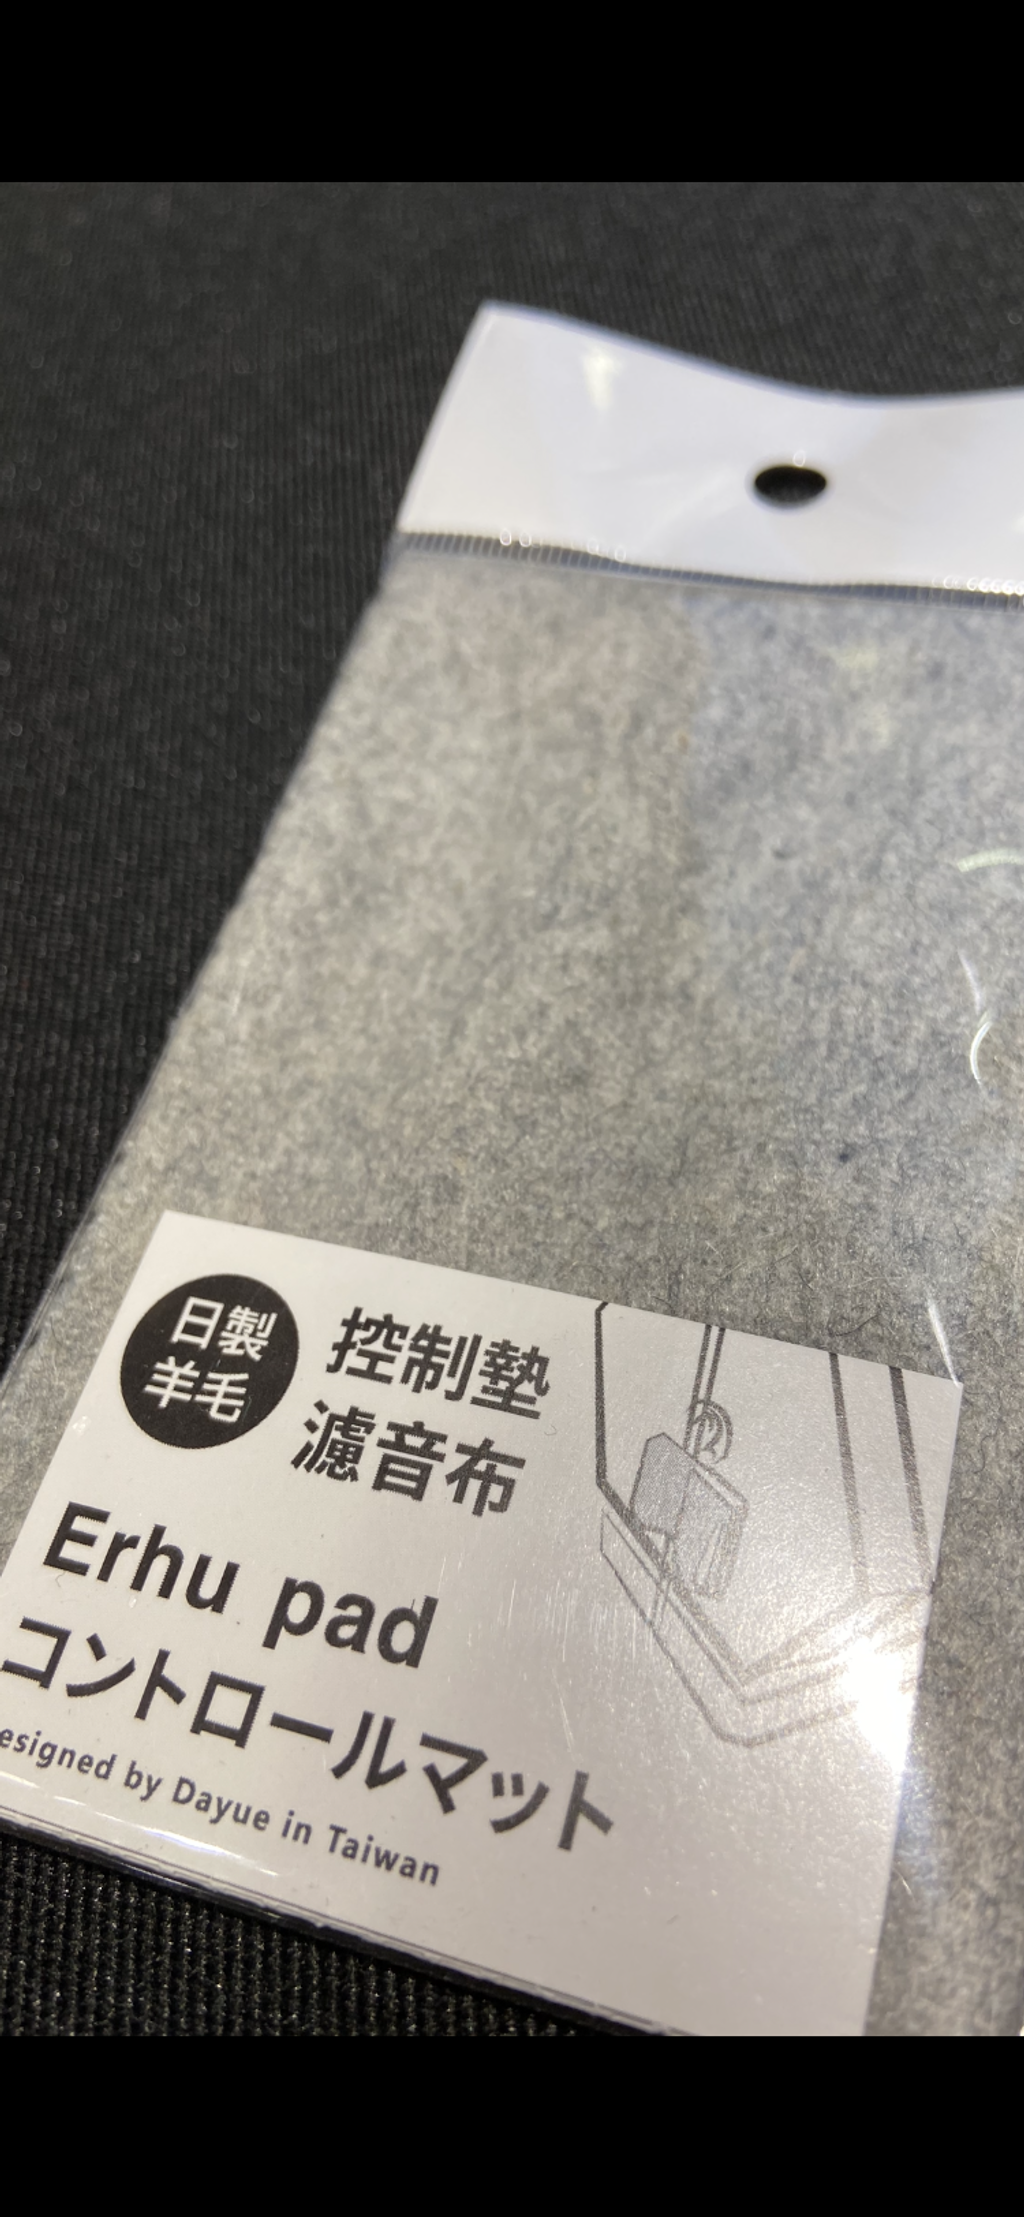 日製
羊毛
控制墊
濾音布
Erhu pad
コントロールマット
esigned by Dayue in Taiwan